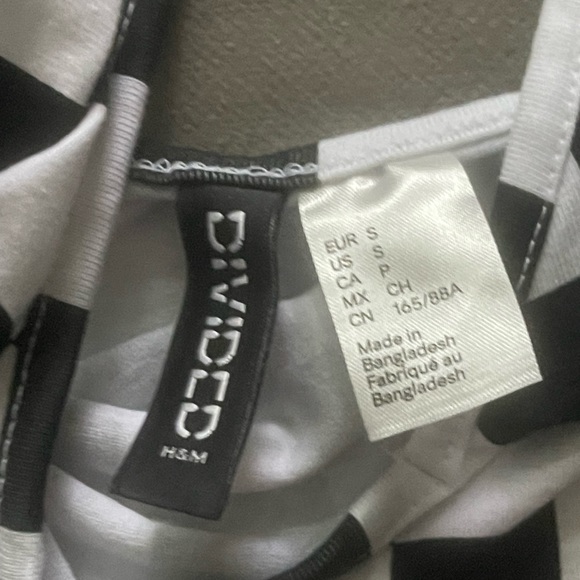 DIVIDED
H&M
EUR S
US S
CA P
MX CH
CN 165/88A
Made in
Bangladesh
Fabriqué au
Bangladesh